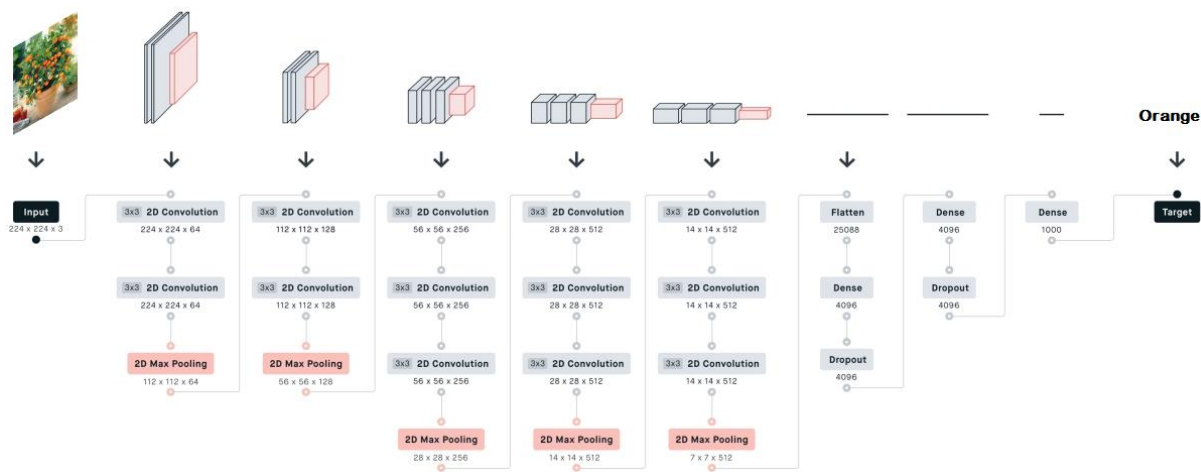 Orange
Input
224 x 224 x 3
3x3 2D Convolution
224 x 224 x 64
3x3 2D Convolution
224 x 224 x 64
2D Max Pooling
112 x 112 x 64
3x3 2D Convolution
112 x 112 x 128
3x3 2D Convolution
112 x 112 x 128
2D Max Pooling
56 x 56 x 128
3x3 2D Convolution
56 x 56 x 256
3x3 2D Convolution
56 x 56 x 256
3x3 2D Convolution
56 x 56 x 256
2D Max Pooling
28 x 28 x 256
3x3 2D Convolution
28 x 28 x 512
3x3 2D Convolution
28 x 28 x 512
3x3 2D Convolution
28 x 28 x 512
2D Max Pooling
14 x 14 x 512
3x3 2D Convolution
14 x 14 x 512
3x3 2D Convolution
14 x 14 x 512
3x3 2D Convolution
14 x 14 x 512
2D Max Pooling
7 x 7 x 512
Flatten
25088
Dense
4096
Dropout
4096
Dense
4096
Dropout
4096
Dense
1000
Target